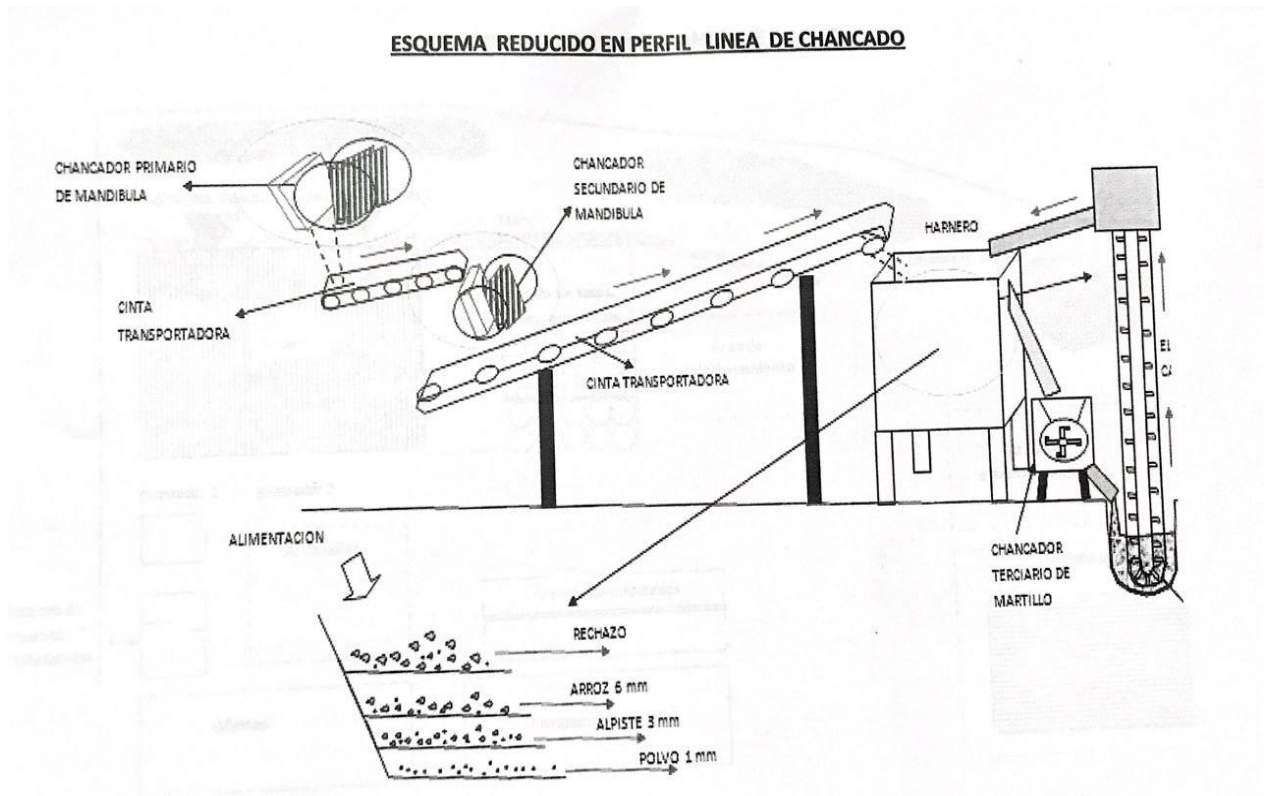 ESQUEMA REDUCIDO EN PERFIL LINEA DE CHANCADO
CHANCADOR PRIMARIO
DE MANDIBULA
CHANCADOR
SECUNDARIO DE
MANDIBULA
HARNERO
CINTA
TRANSPORTADORA
CINTA TRANSPORTADORA
ALIMENTACION
CHANCADOR
TERCIARIO DE
MARTILLO
RECHAZO
ARROZ 6 mm
ALPISTE 3 mm
POLVO 1 mm